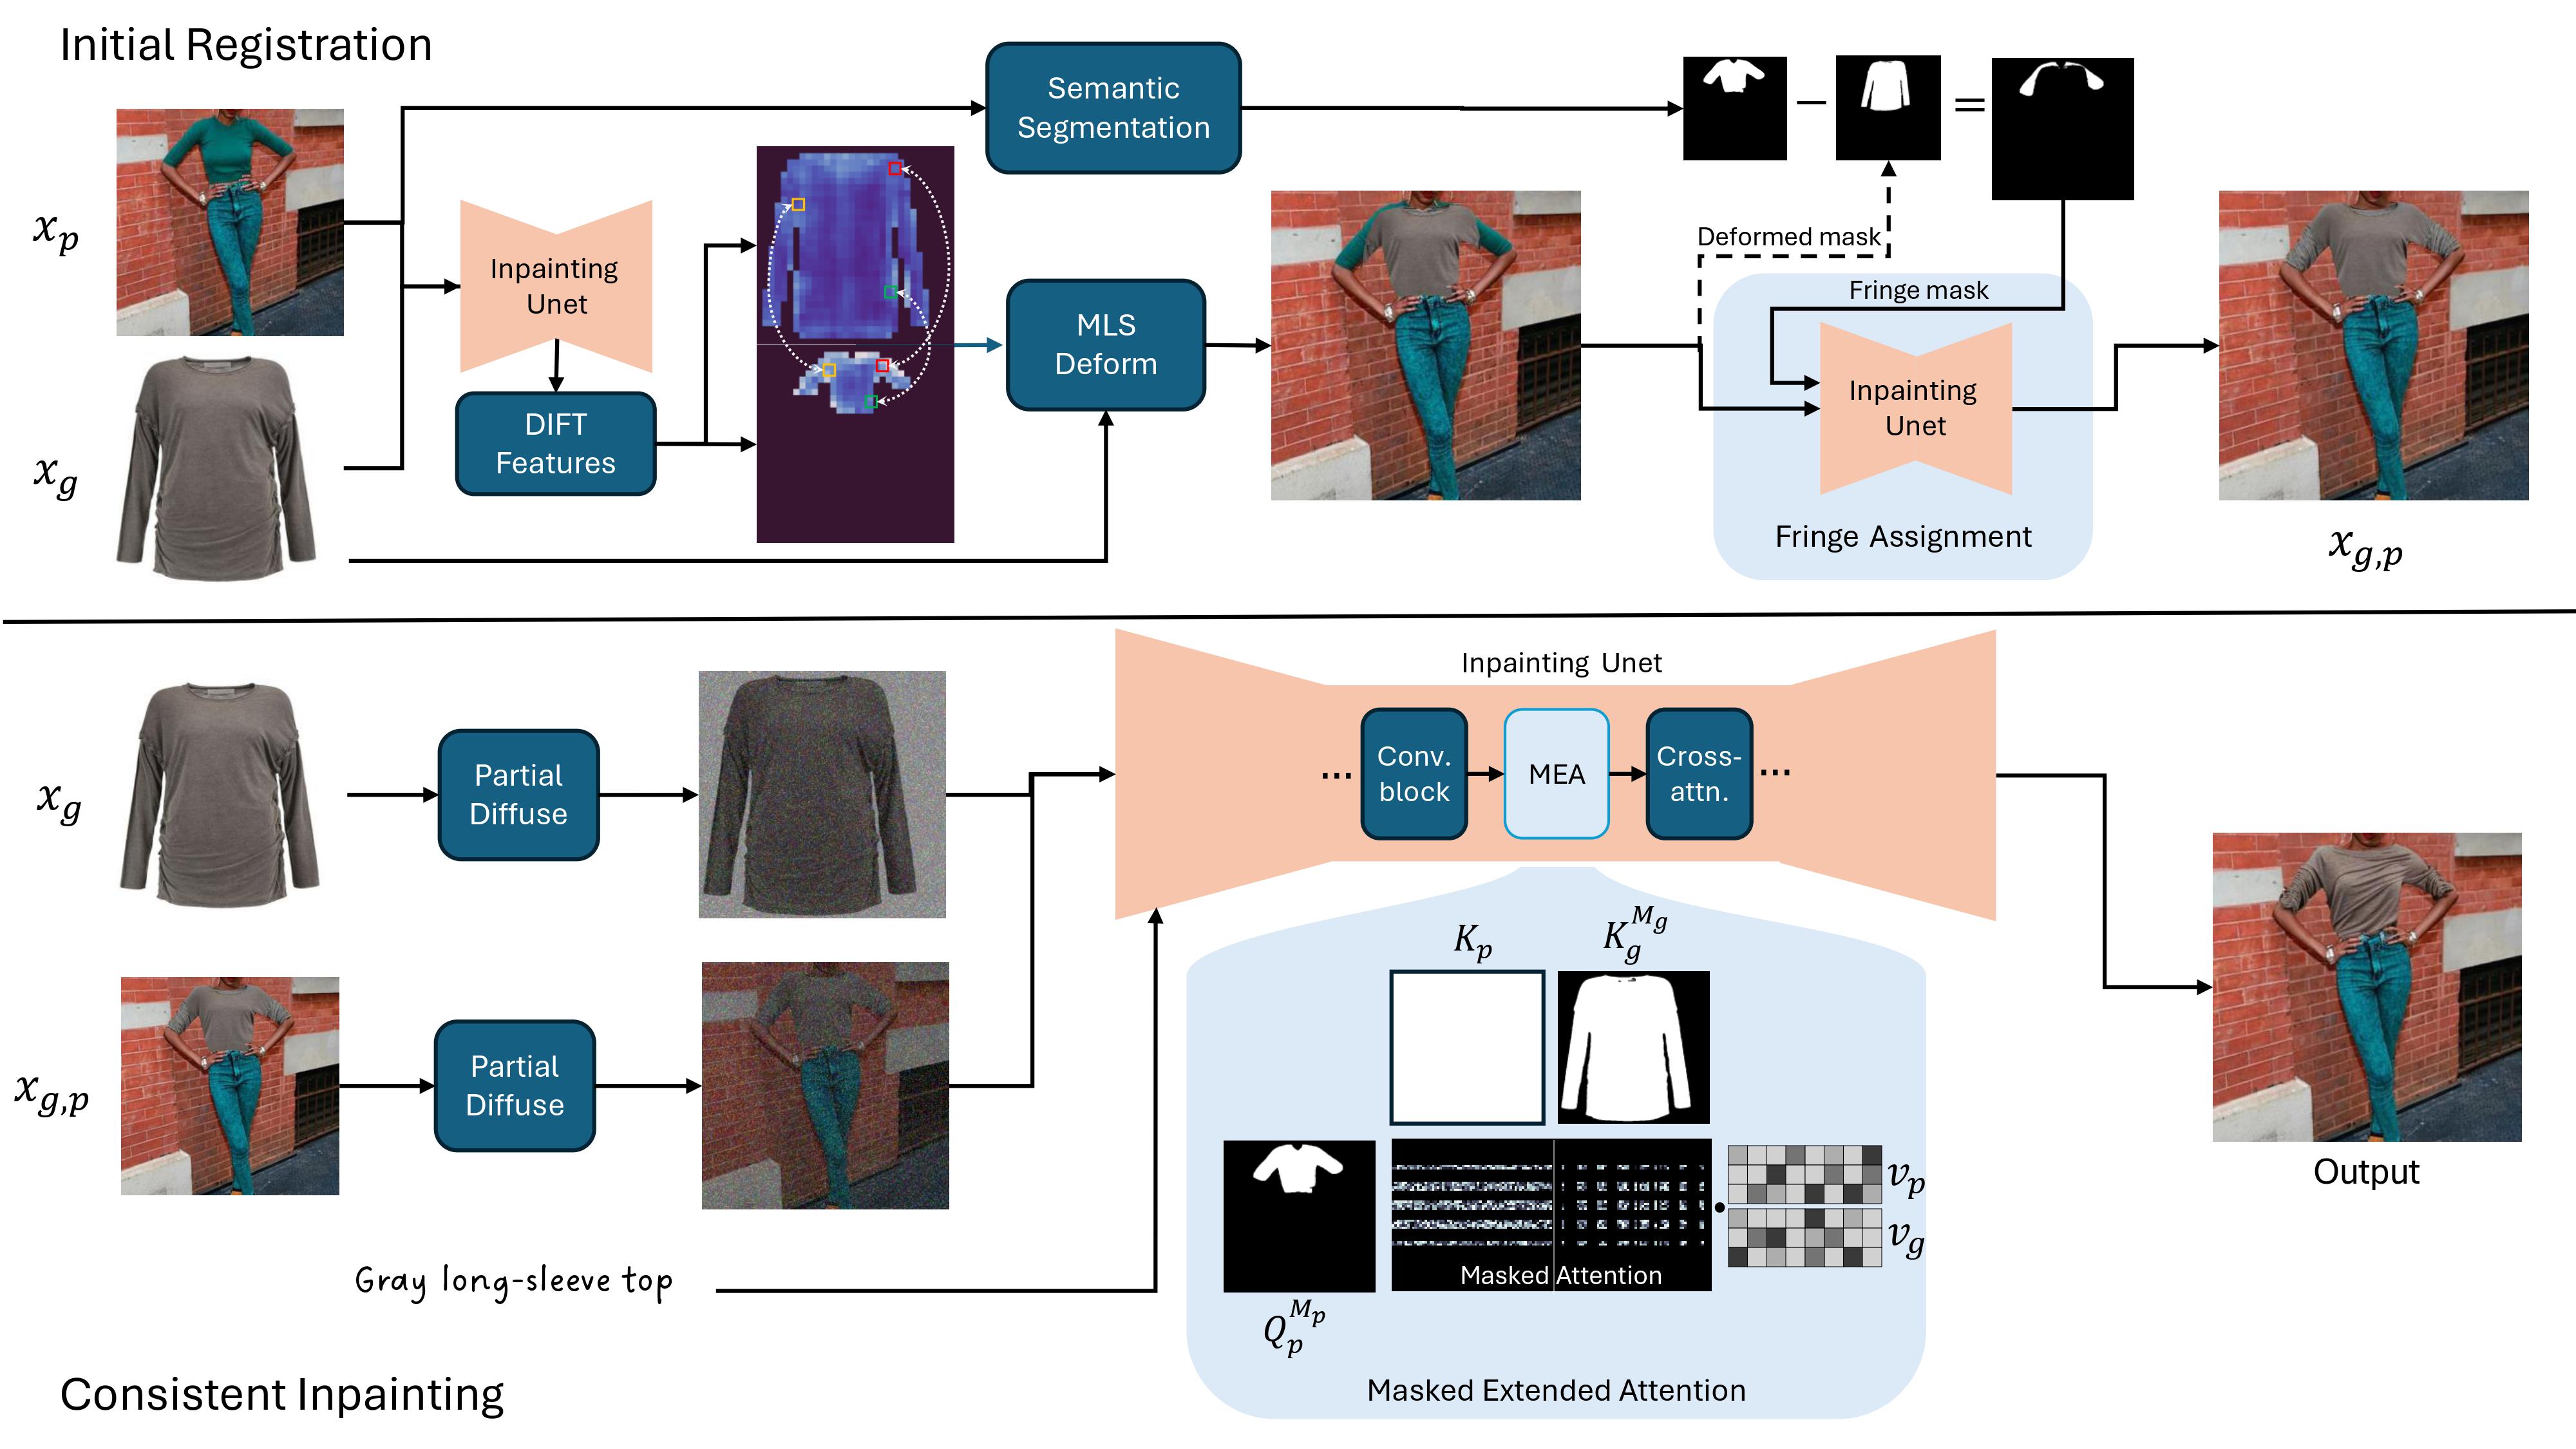 Initial Registration
Semantic
Segmentation
−
=
x_p
Inpainting
Unet
Deformed mask
Fringe mask
MLS
Deform
Inpainting
Unet
DIFT
Features
x_g
Fringe Assignment
x_{g,p}
Inpainting Unet
...
Conv.
block
MEA
Cross-
attn.
...
x_g
Partial
Diffuse
K_p
K_g^{M_g}
x_{g,p}
Partial
Diffuse
v_p
v_g
Masked Attention
Output
Gray long-sleeve top
Q_p^{M_p}
Masked Extended Attention
Consistent Inpainting